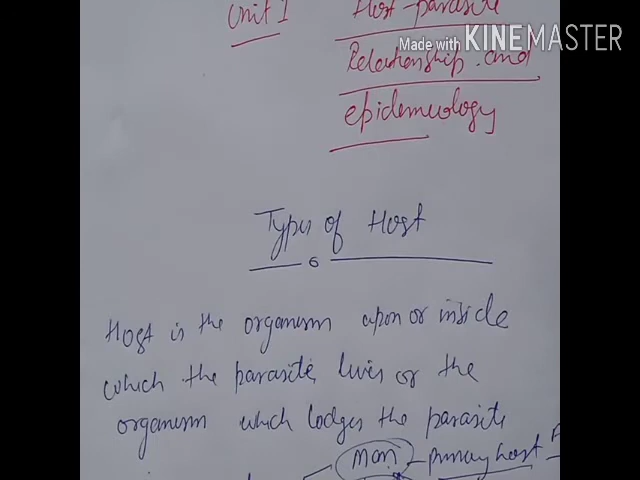 Unit 1
Host-parasite
Made with KINEMASTER
Relationship and
epidemeology
Types of Host
Host is the organism upon or inside
which the parasite lives or the
organism which lodges the parasite
Man - primary host